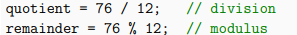 quotient = 76 / 12; // division
remainder = 76 % 12; // modulus